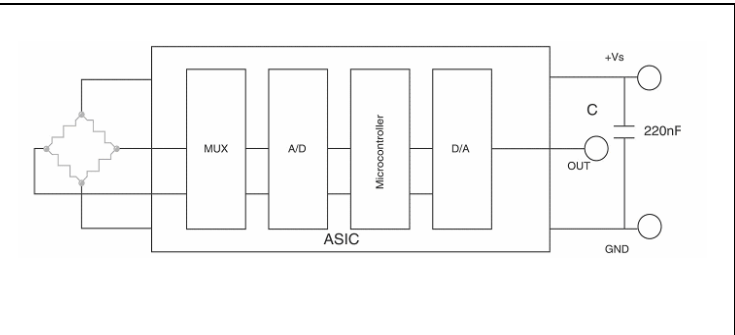 +Vs
C
220nF
MUX
A/D
Microcontroller
D/A
OUT
ASIC
GND